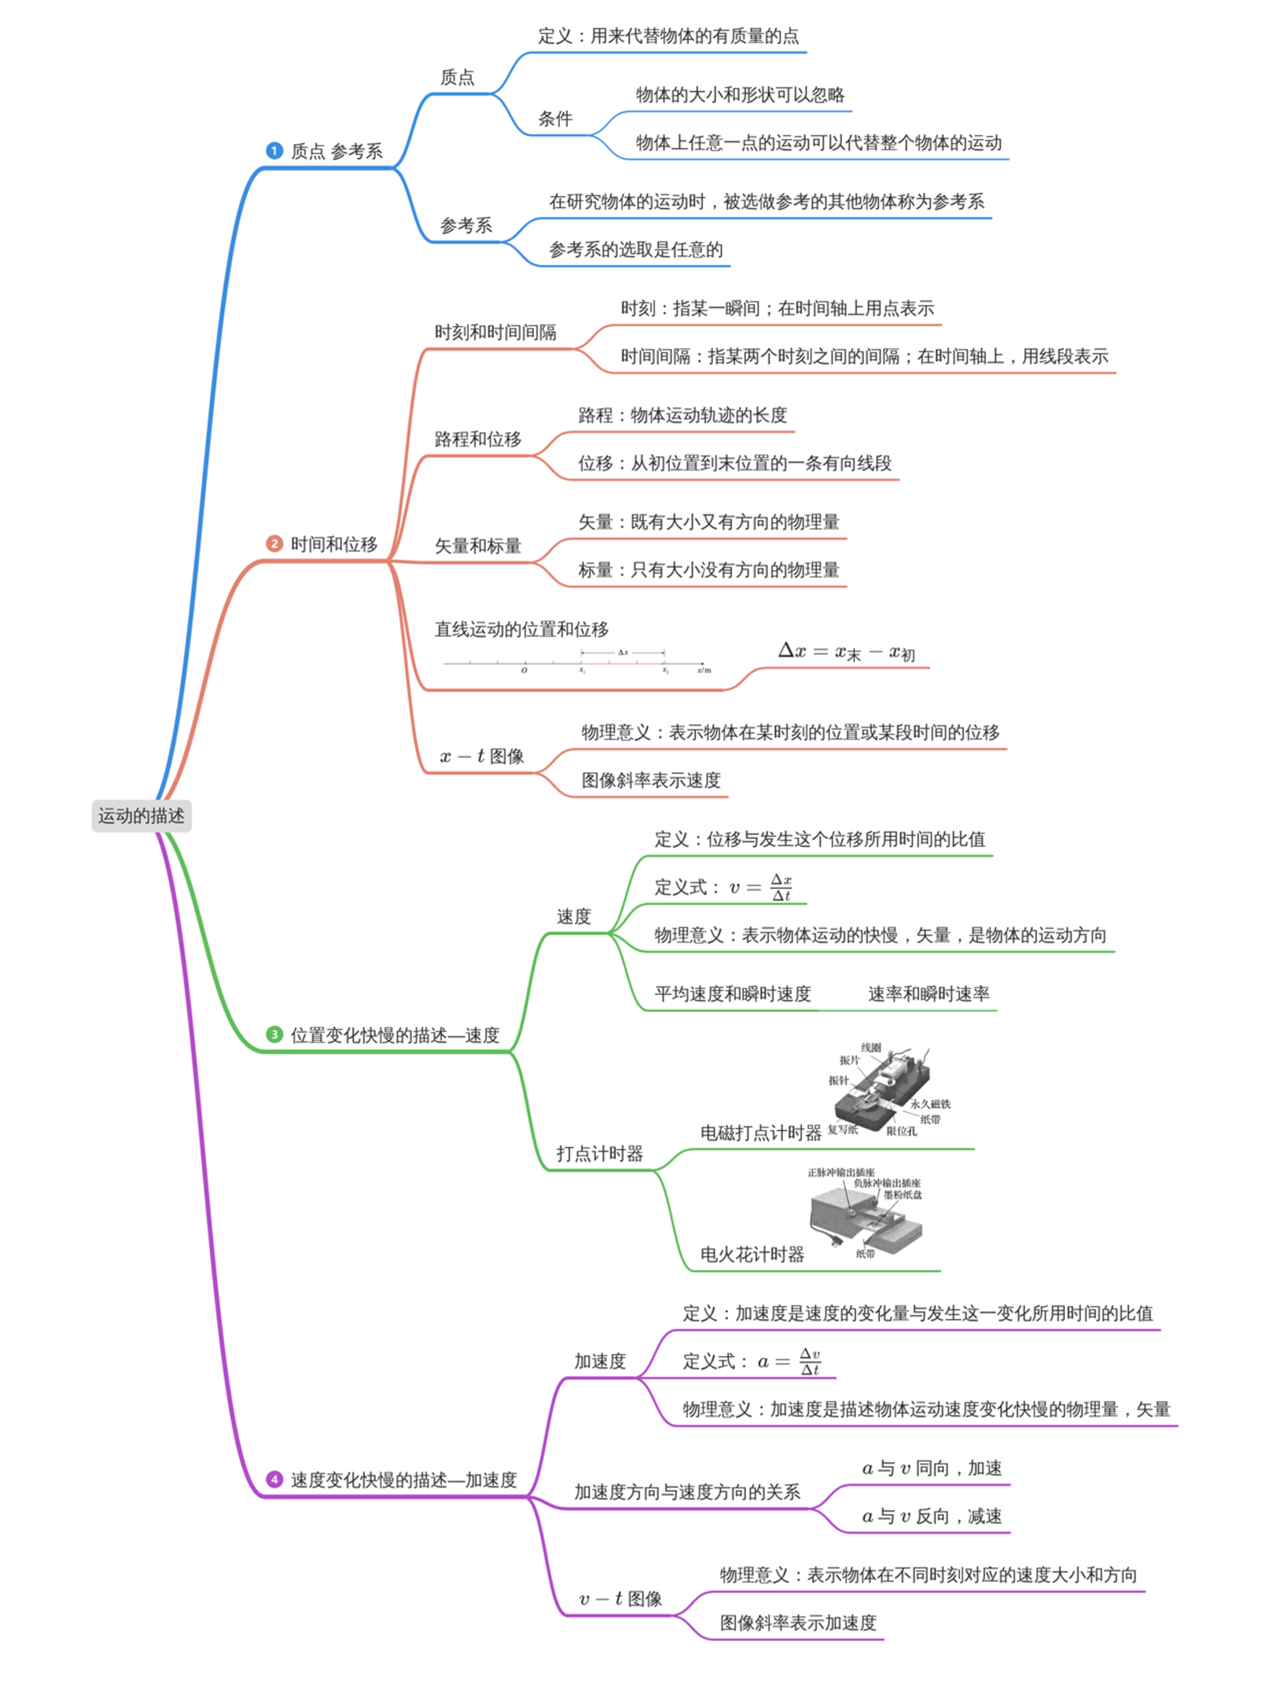 定义：用来代替物体的有质量的点
质点
物体的大小和形状可以忽略
条件
物体上任意一点的运动可以代替整个物体的运动
1 质点 参考系
在研究物体的运动时，被选做参考的其他物体称为参考系
参考系
参考系的选取是任意的
时刻：指某一瞬间；在时间轴上用点表示
时刻和时间间隔
时间间隔：指某两个时刻之间的间隔；在时间轴上，用线段表示
路程：物体运动轨迹的长度
路程和位移
位移：从初位置到末位置的一条有向线段
矢量：既有大小又有方向的物理量
2 时间和位移
矢量和标量
标量：只有大小没有方向的物理量
直线运动的位置和位移
Δx
O x₁ x₂ x/m
Δx = x末 − x初
物理意义：表示物体在某时刻的位置或某段时间的位移
x − t 图像
图像斜率表示速度
运动的描述
定义：位移与发生这个位移所用时间的比值
定义式： v = Δx/Δt
速度
物理意义：表示物体运动的快慢，矢量，是物体的运动方向
平均速度和瞬时速度 速率和瞬时速率
3 位置变化快慢的描述—速度
线圈
振片
振针
永久磁铁
纸带
复写纸
限位孔
电磁打点计时器
打点计时器
正脉冲输出插座
负脉冲输出插座
墨粉纸盘
纸带
电火花计时器
定义：加速度是速度的变化量与发生这一变化所用时间的比值
加速度
定义式： a = Δv/Δt
物理意义：加速度是描述物体运动速度变化快慢的物理量，矢量
4 速度变化快慢的描述—加速度
a 与 v 同向，加速
加速度方向与速度方向的关系
a 与 v 反向，减速
物理意义：表示物体在不同时刻对应的速度大小和方向
v − t 图像
图像斜率表示加速度